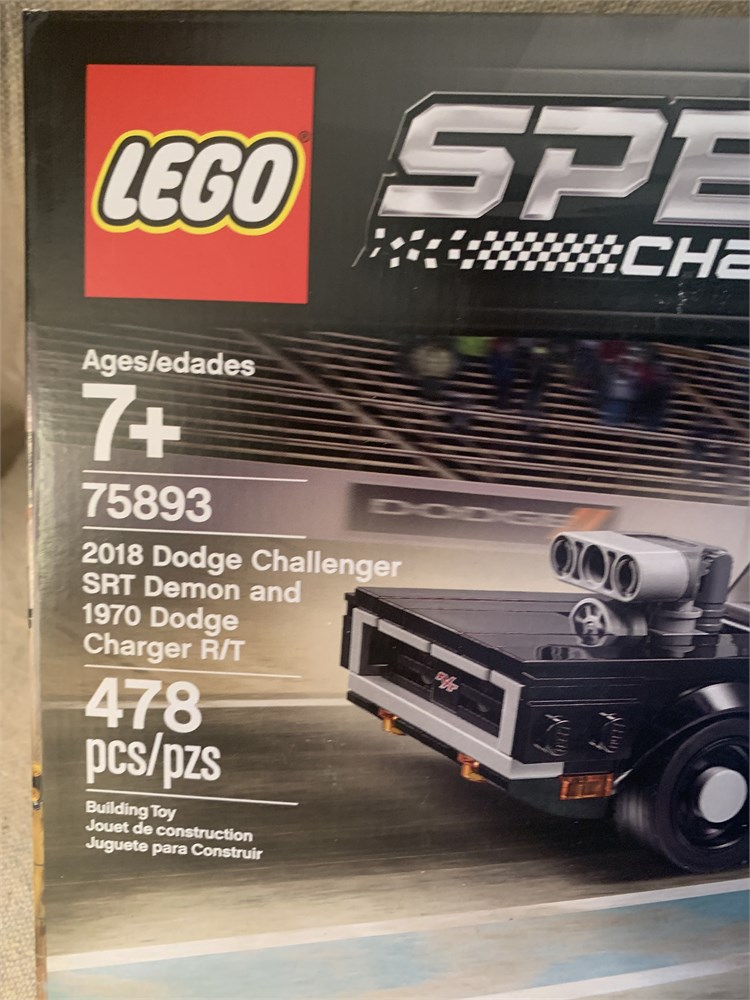 LEGO®
SPE
CHA
Ages/edades
7+
75893
DODGE
2018 Dodge Challenger
SRT Demon and
1970 Dodge
Charger R/T
R/T
478
pcs/pzs
Building Toy
Jouet de construction
Juguete para Construir